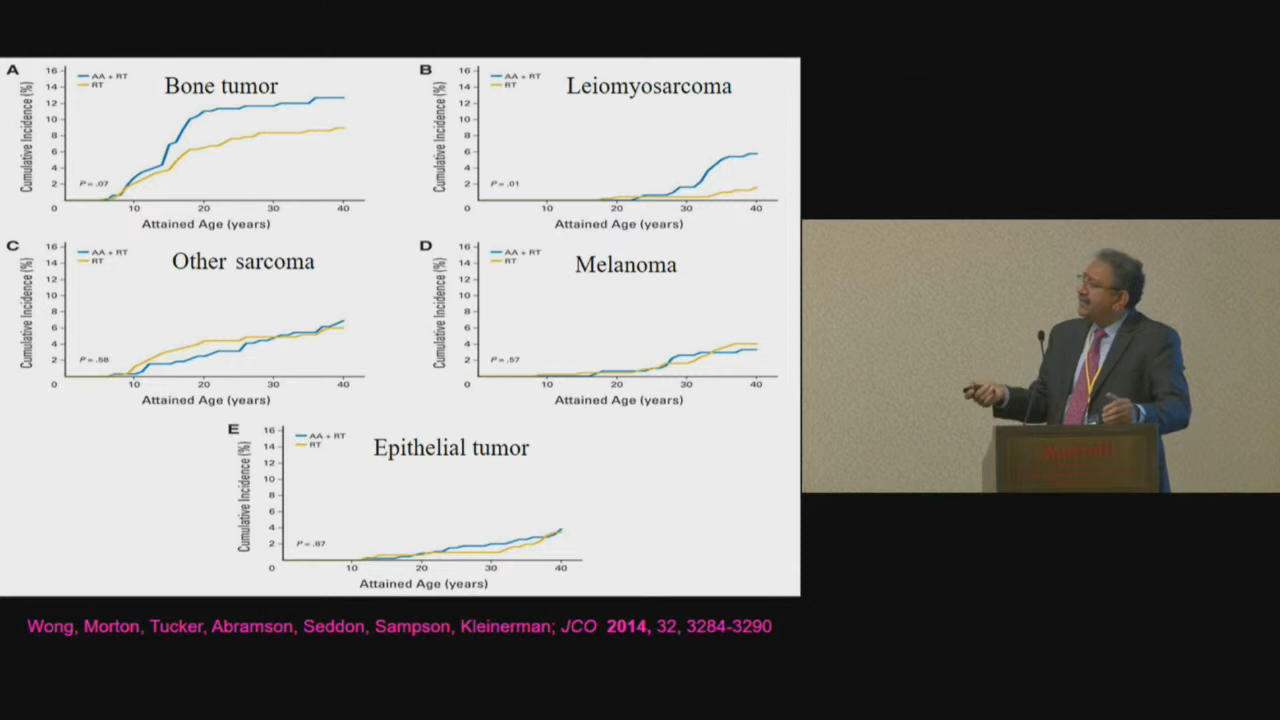 A
Bone tumor
AA + RT
RT
Cumulative Incidence (%)
16
14
12
10
8
6
4
2
0
P = .07
10
20
30
40
Attained Age (years)
B
Leiomyosarcoma
AA + RT
RT
Cumulative Incidence (%)
16
14
12
10
8
6
4
2
0
P = .01
10
20
30
40
Attained Age (years)
C
Other sarcoma
AA + RT
RT
Cumulative Incidence (%)
16
14
12
10
8
6
4
2
0
P = .58
10
20
30
40
Attained Age (years)
D
Melanoma
AA + RT
RT
Cumulative Incidence (%)
16
14
12
10
8
6
4
2
0
P = .57
10
20
30
40
Attained Age (years)
E
Epithelial tumor
AA + RT
RT
Cumulative Incidence (%)
16
14
12
10
8
6
4
2
0
P = .87
10
20
30
40
Attained Age (years)
Wong, Morton, Tucker, Abramson, Seddon, Sampson, Kleinerman; JCO 2014, 32, 3284-3290
Marriott